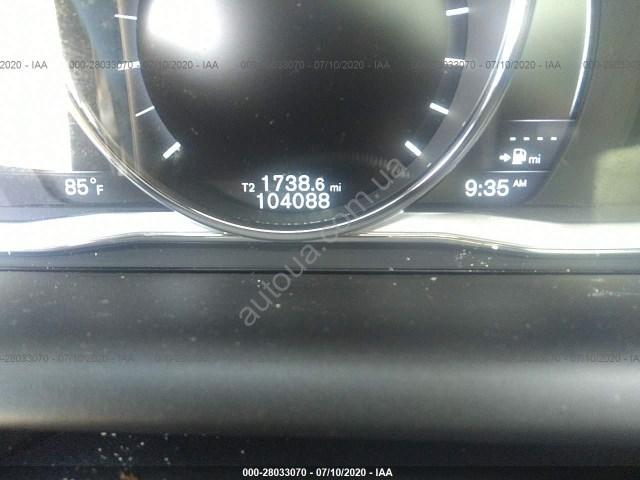 000-28033070 · 07/10/2020 · IAA
---- 
mi
85°F
T2 1738.6 mi
104088
9:35 AM
autoua.com.ua
000-28033070 · 07/10/2020 · IAA